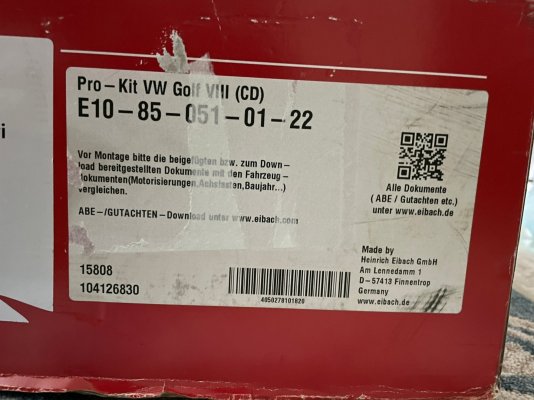 i
Pro-Kit VW Golf VIII (CD)
E10-85-051-01-22
Vor Montage bitte die beigefügten bzw. zum Down-
load bereitgestellten Dokumente mit den Fahrzeug-
dokumenten(Motorisierungen,Achslasten,Baujahr...)
vergleichen.
ABE-/GUTACHTEN-Download unter www.eibach.com
Alle Dokumente
( ABE / Gutachten etc.)
unter www.eibach.de
15808
104126830
4050278101820
Made by
Heinrich Eibach GmbH
Am Lennedamm 1
D-57413 Finnentrop
Germany
www.eibach.de